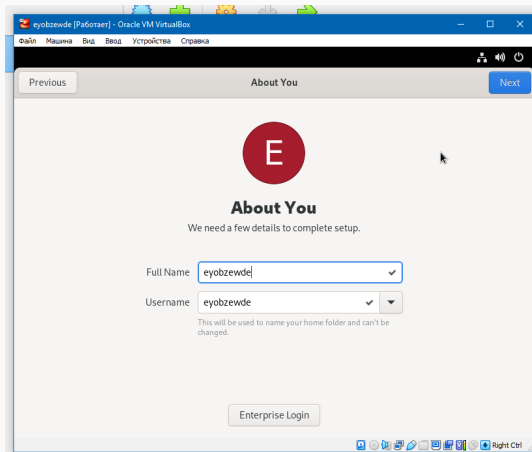 eyobzewde [Работает] - Oracle VM VirtualBox
Файл Машина Вид Ввод Устройства Справка
Previous About You Next
E
About You
We need a few details to complete setup.
Full Name eyobzewde
Username eyobzewde
This will be used to name your home folder and can't be
changed.
Enterprise Login
Right Ctrl